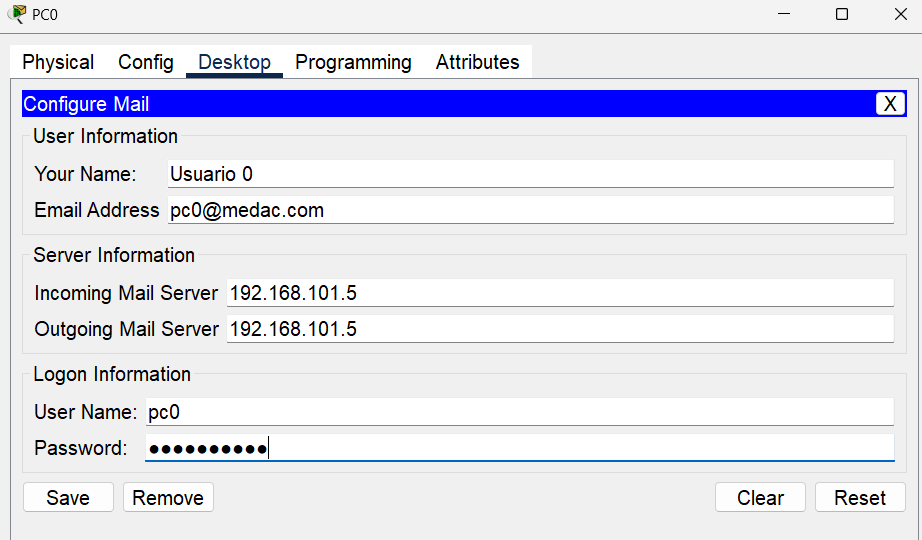 PC0
Physical Config Desktop Programming Attributes
Configure Mail X
User Information
Your Name: Usuario 0
Email Address pc0@medac.com
Server Information
Incoming Mail Server 192.168.101.5
Outgoing Mail Server 192.168.101.5
Logon Information
User Name: pc0
Password: ●●●●●●●●●●
Save Remove Clear Reset